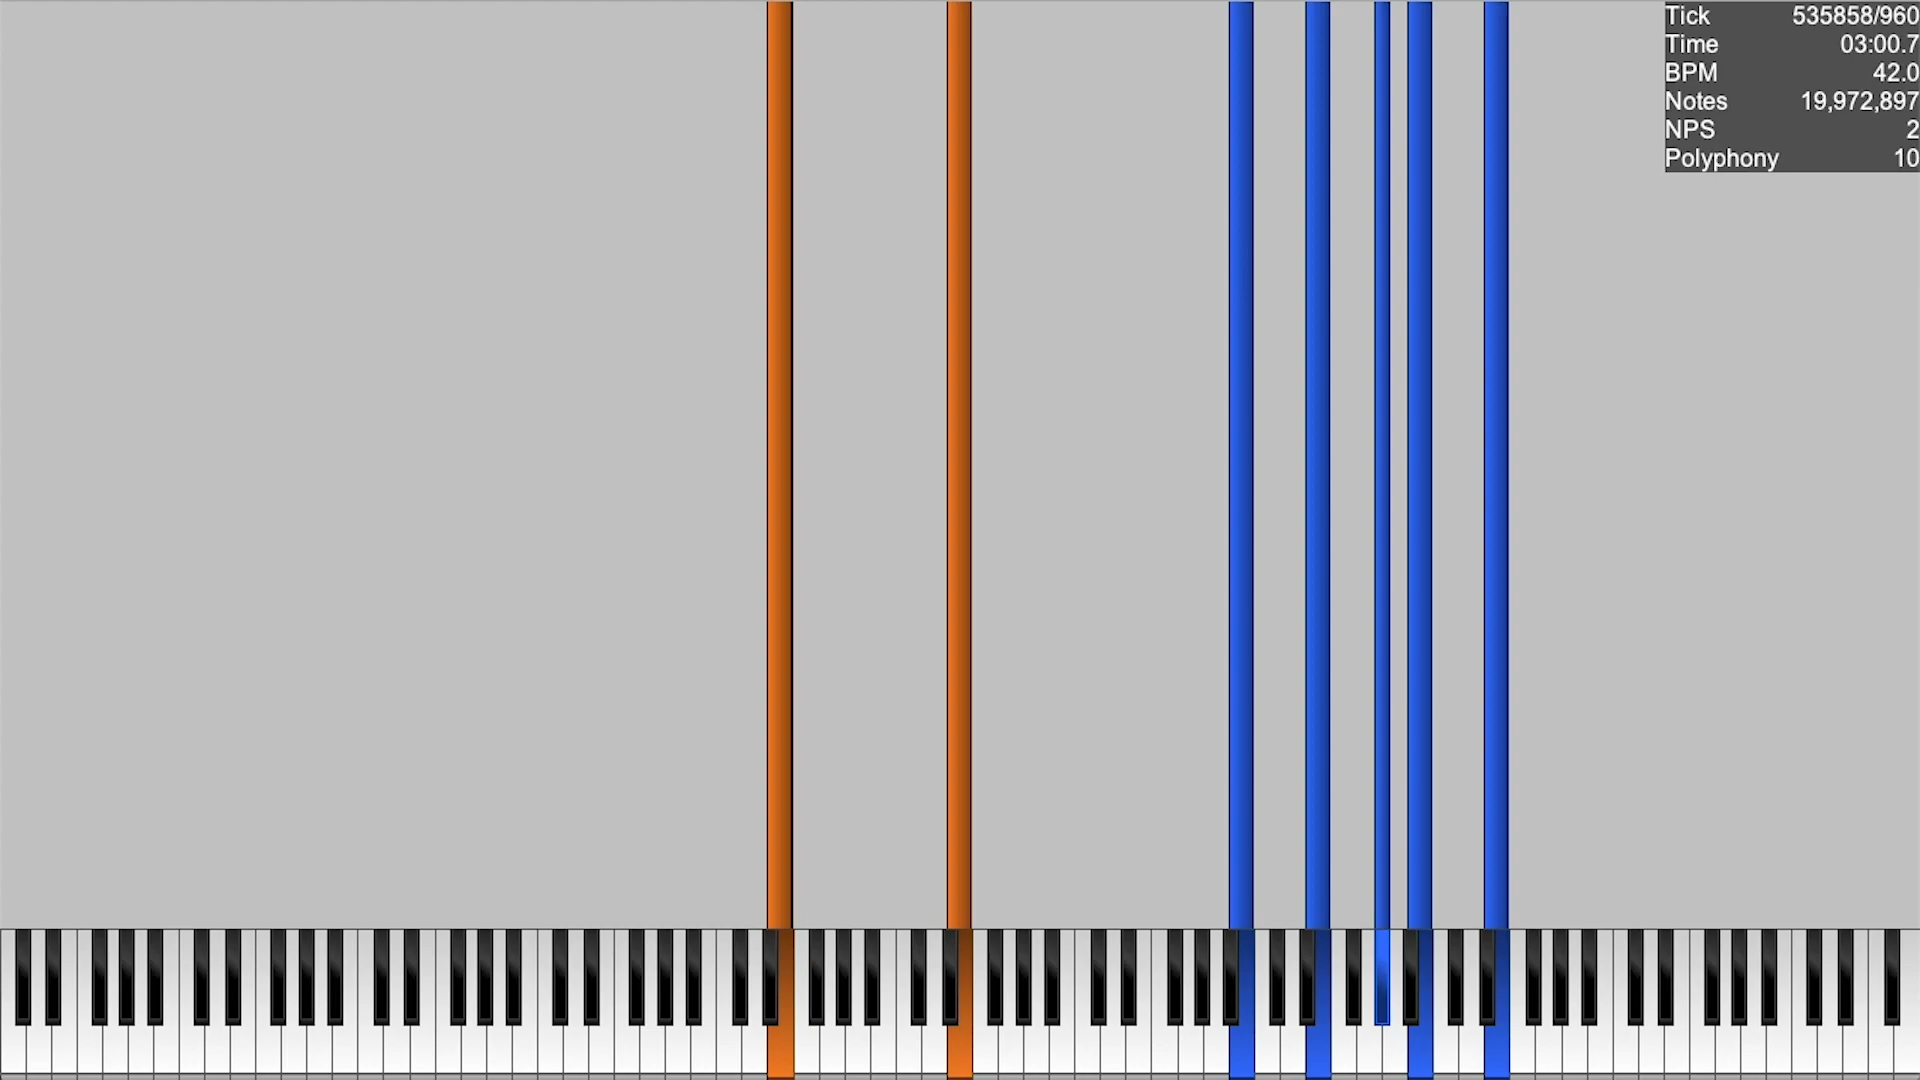 Tick 535858/960
Time 03:00.7
BPM 42.0
Notes 19,972,897
NPS 2
Polyphony 10